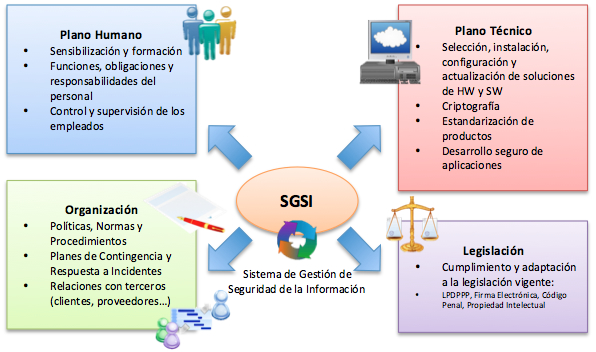 Plano Humano
• Sensibilización y formación
• Funciones, obligaciones y
responsabilidades del
personal
• Control y supervisión de los
empleados
Plano Técnico
• Selección, instalación,
configuración y
actualización de soluciones
de HW y SW
• Criptografía
• Estandarización de
productos
• Desarrollo seguro de
aplicaciones
SGSI
Sistema de Gestión de
Seguridad de la Información
Organización
• Políticas, Normas y
Procedimientos
• Planes de Contingencia y
Respuesta a Incidentes
• Relaciones con terceros
(clientes, proveedores…)
Legislación
• Cumplimiento y adaptación
a la legislación vigente:
• LPDPPP, Firma Electrónica, Código
Penal, Propiedad Intelectual